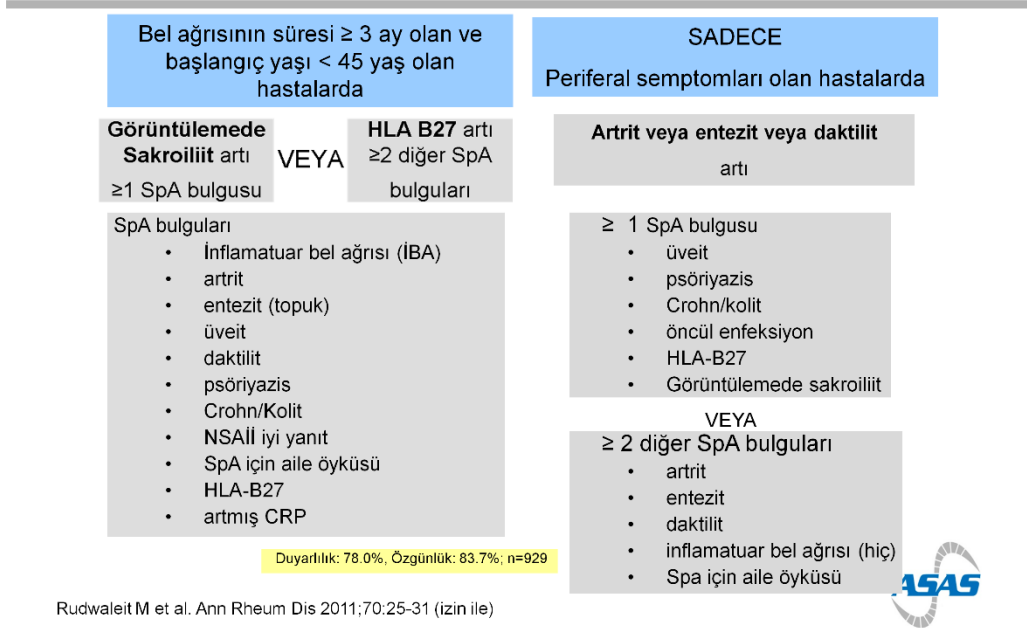 Bel ağrısının süresi ≥ 3 ay olan ve
başlangıç yaşı < 45 yaş olan
hastalarda
Görüntülemede
Sakroiliit artı
≥1 SpA bulgusu
VEYA
HLA B27 artı
≥2 diğer SpA
bulguları
SpA bulguları
• İnflamatuar bel ağrısı (İBA)
• artrit
• entezit (topuk)
• üveit
• daktilit
• psöriyazis
• Crohn/Kolit
• NSAİİ iyi yanıt
• SpA için aile öyküsü
• HLA-B27
• artmış CRP
SADECE
Periferal semptomları olan hastalarda
Artrit veya entezit veya daktilit
artı
≥ 1 SpA bulgusu
• üveit
• psöriyazis
• Crohn/kolit
• öncül enfeksiyon
• HLA-B27
• Görüntülemede sakroiliit
VEYA
≥ 2 diğer SpA bulguları
• artrit
• entezit
• daktilit
• inflamatuar bel ağrısı (hiç)
• Spa için aile öyküsü
Duyarlılık: 78.0%, Özgünlük: 83.7%; n=929
ASAS
Rudwaleit M et al. Ann Rheum Dis 2011;70:25-31 (izin ile)